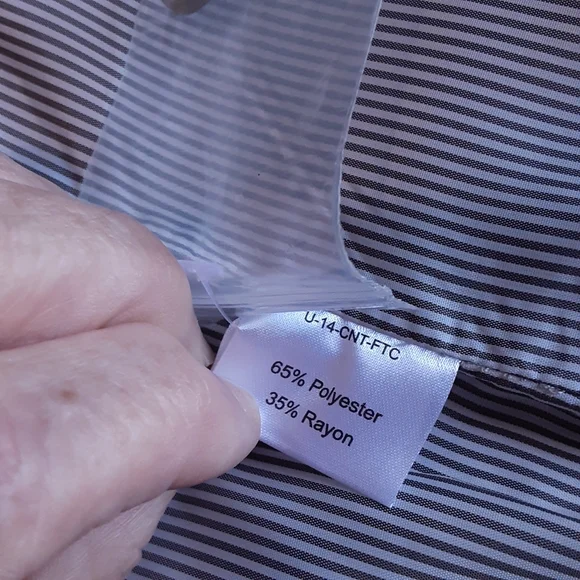 U-14-CNT-FTC
65% Polyester
35% Rayon